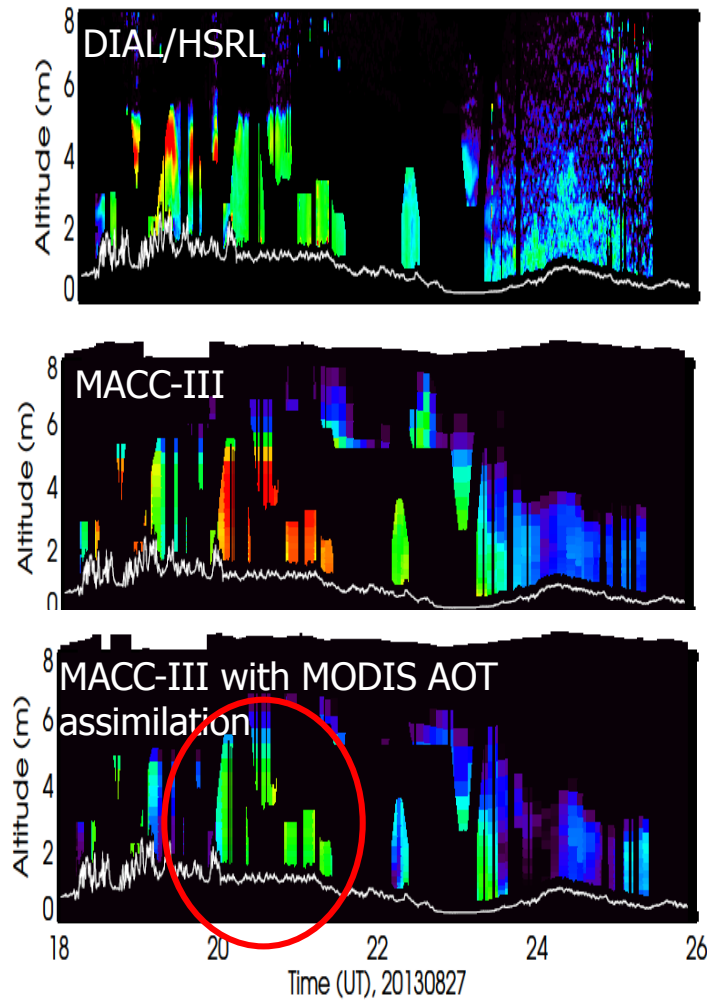 8
DIAL/HSRL
6
Altitude (m)
4
2
0
8
MACC-III
6
Altitude (m)
4
2
0
8
MACC-III with MODIS AOT
assimilation
6
Altitude (m)
4
2
0
18 20 22 24 26
Time (UT), 20130827